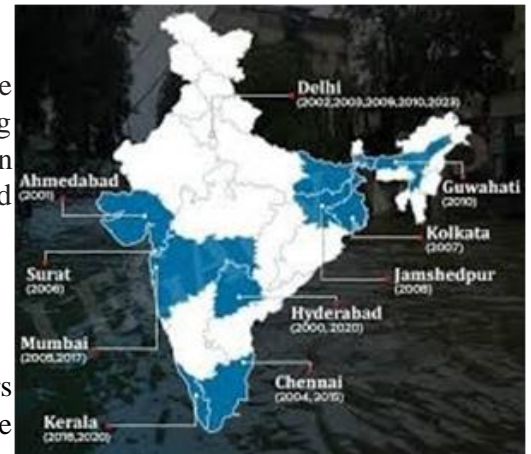 e
g
n
d
rs
e
Delhi
(2002,2003,2009,2010,2023)
Ahmedabad
(2001)
Guwahati
(2010)
Kolkata
(2007)
Surat
(2006)
Jamshedpur
(2008)
Hyderabad
(2000, 2020)
Mumbai
(2005,2017)
Chennai
(2004, 2015)
Kerala
(2018,2020)